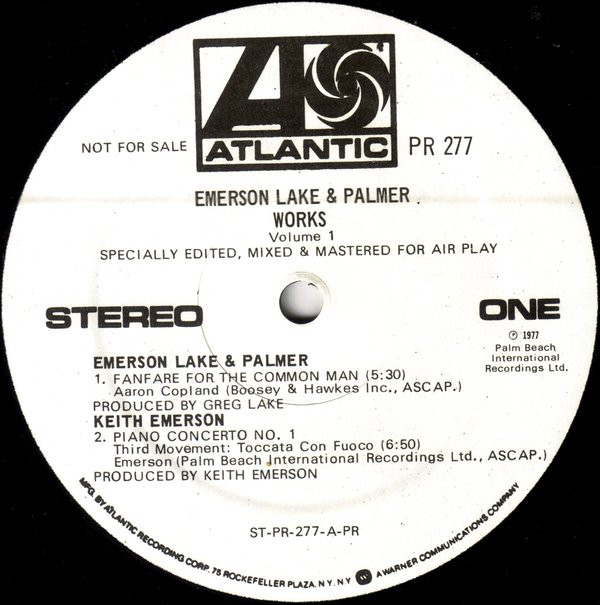 NOT FOR SALE
ATLANTIC
PR 277
EMERSON LAKE & PALMER
WORKS
Volume 1
SPECIALLY EDITED, MIXED & MASTERED FOR AIR PLAY
STEREO
ONE
℗ 1977
Palm Beach
International
Recordings Ltd.
EMERSON LAKE & PALMER
1. FANFARE FOR THE COMMON MAN (5:30)
Aaron Copland (Boosey & Hawkes Inc., ASCAP.)
PRODUCED BY GREG LAKE
KEITH EMERSON
2. PIANO CONCERTO NO. 1
Third Movement: Toccata Con Fuoco (6:50)
Emerson (Palm Beach International Recordings Ltd., ASCAP.)
PRODUCED BY KEITH EMERSON
ST-PR-277-A-PR
MFG. BY ATLANTIC RECORDING CORP. 75 ROCKEFELLER PLAZA, N.Y. N.Y. A WARNER COMMUNICATIONS COMPANY